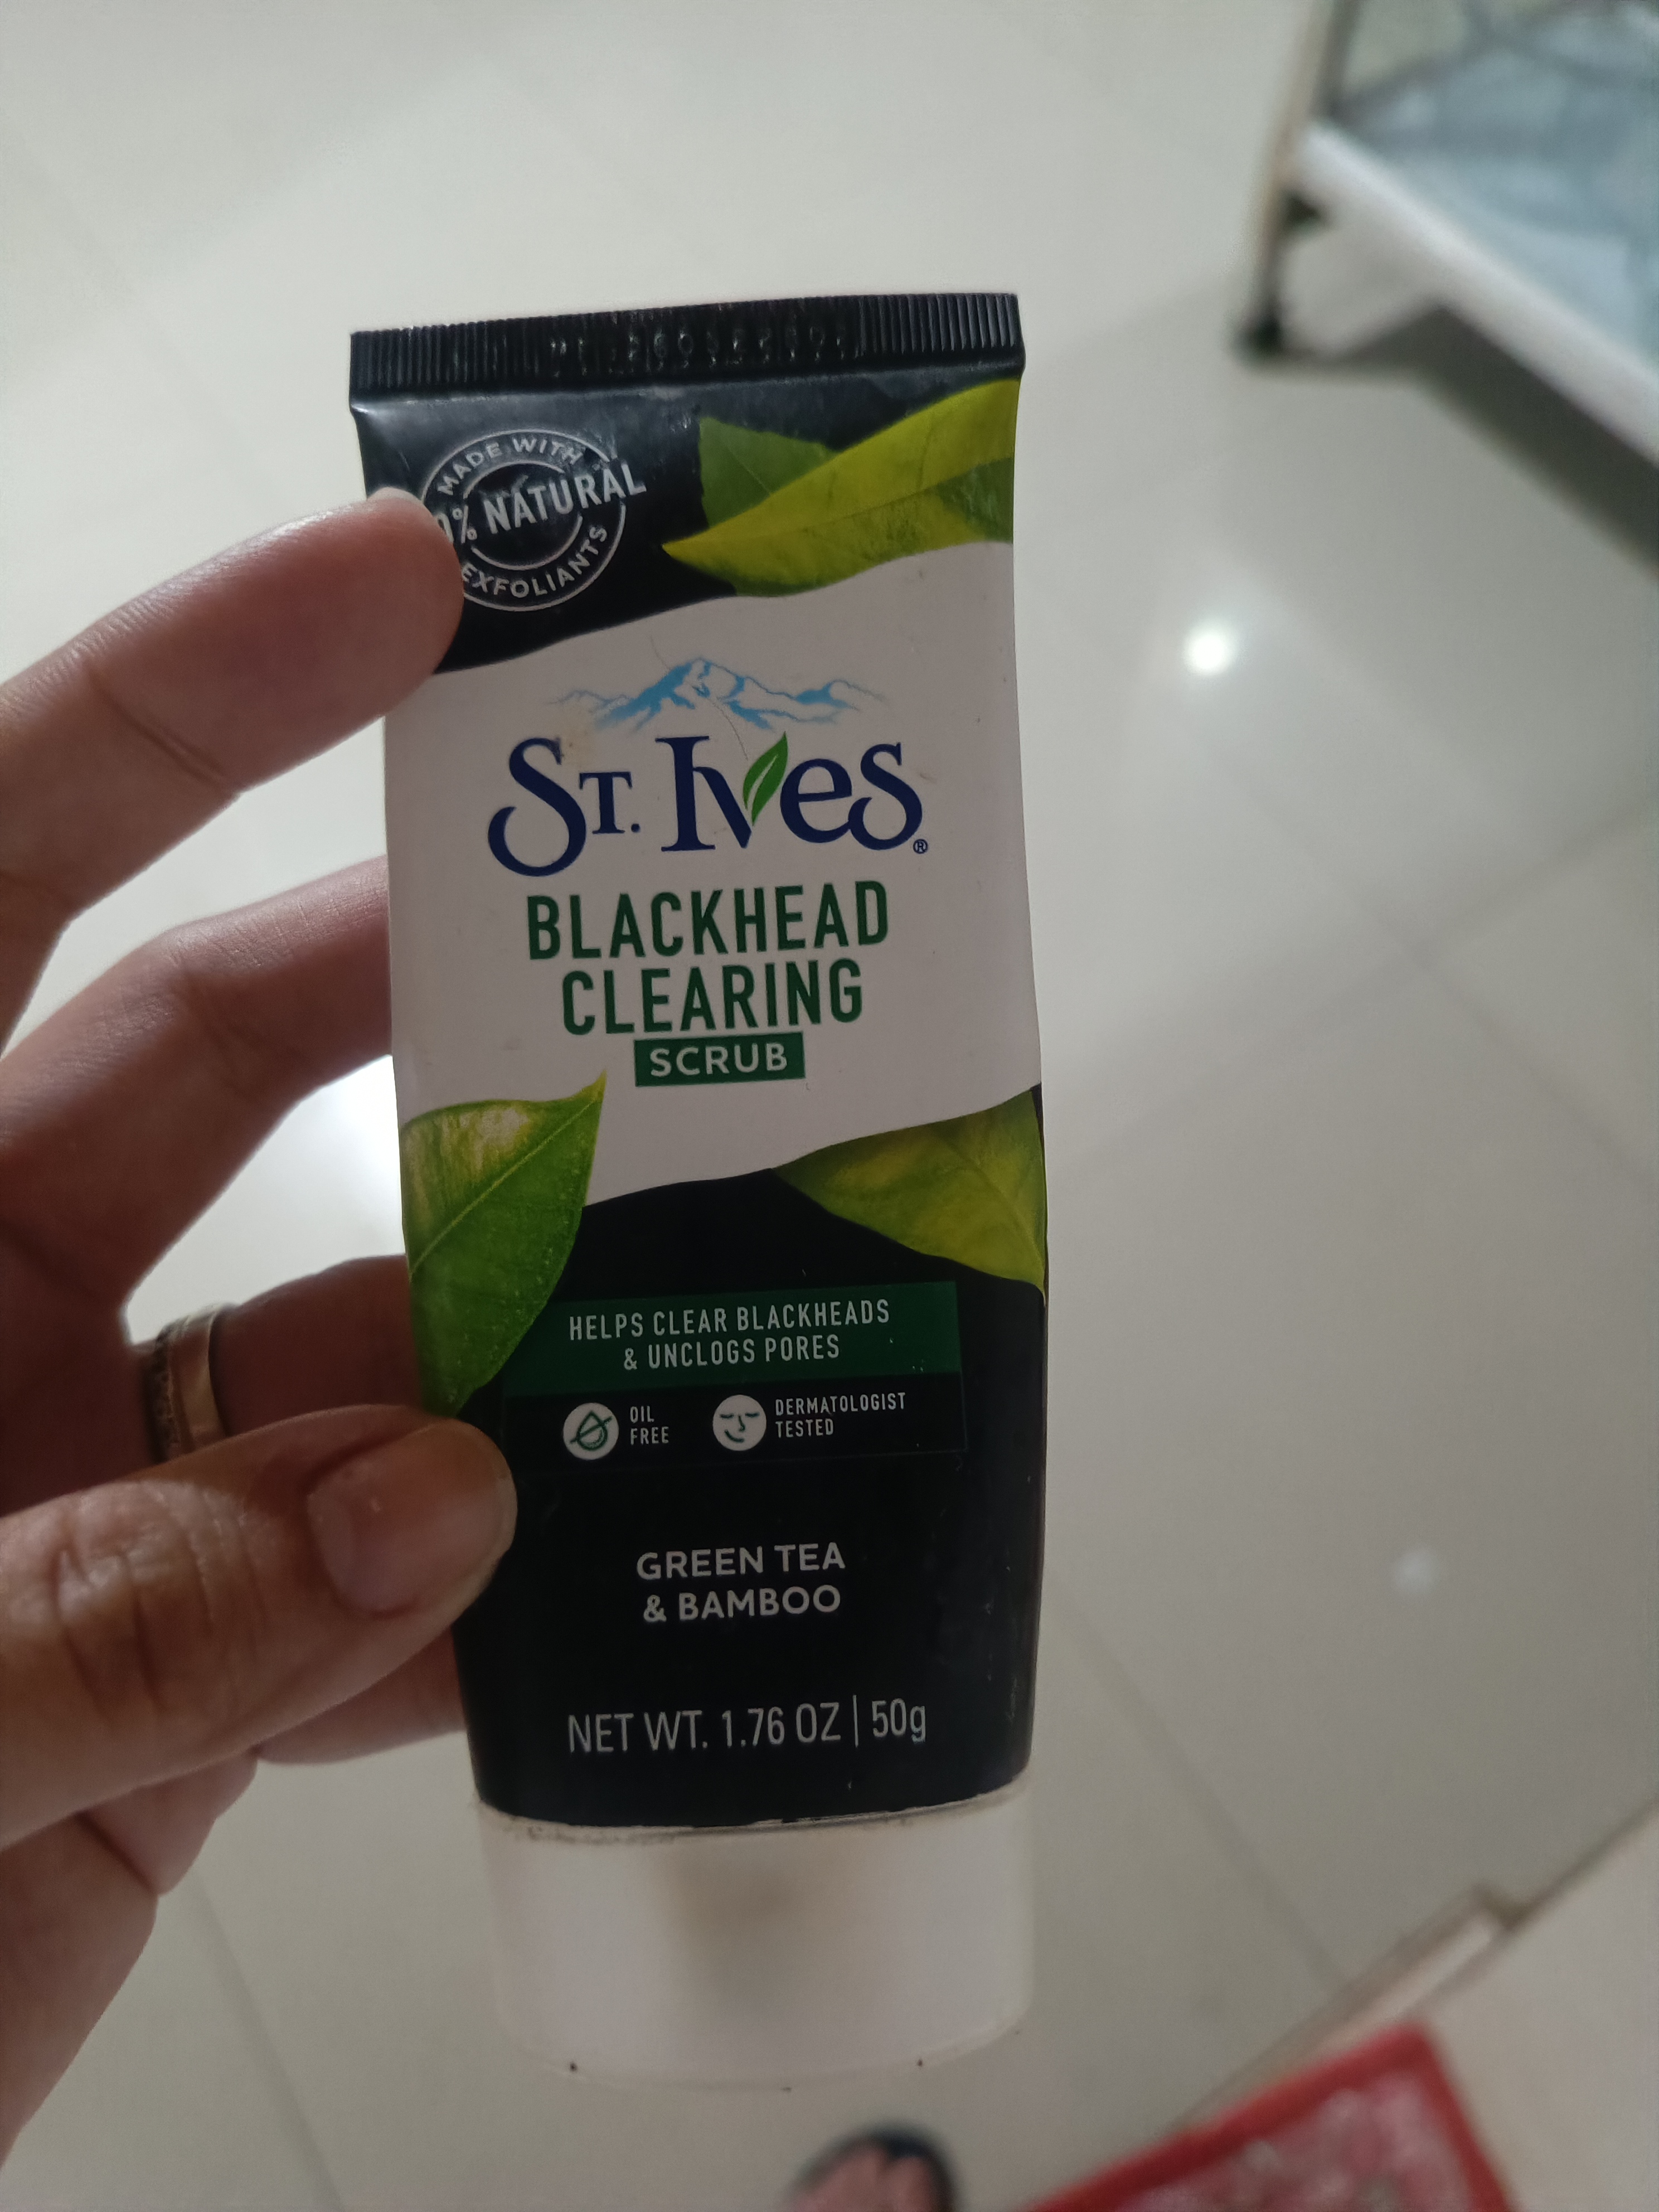 MADE WITH
% NATURAL
EXFOLIANTS
ST. IVES®
BLACKHEAD
CLEARING
SCRUB
HELPS CLEAR BLACKHEADS
& UNCLOGS PORES
OIL
FREE
DERMATOLOGIST
TESTED
GREEN TEA
& BAMBOO
NET WT. 1.76 OZ | 50g